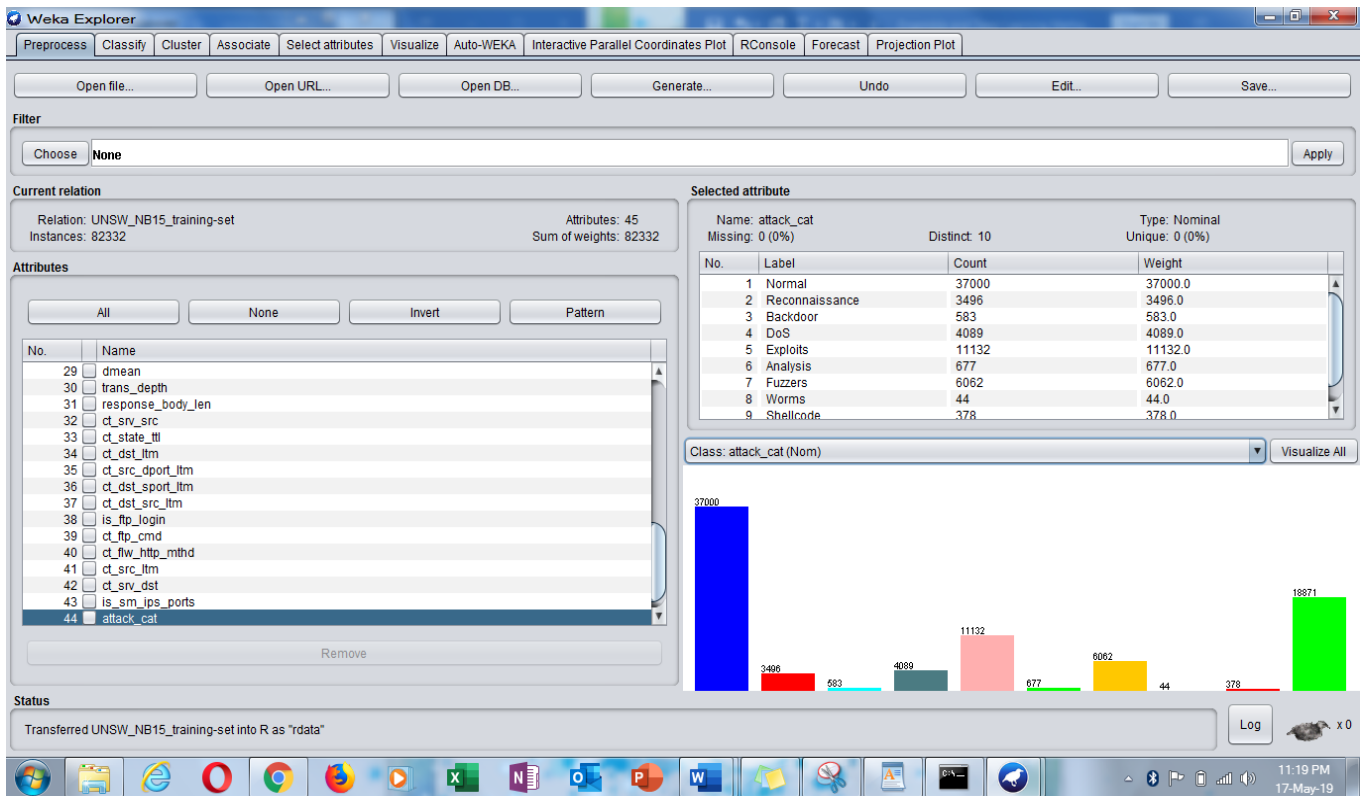 Weka Explorer
Preprocess Classify Cluster Associate Select attributes Visualize Auto-WEKA Interactive Parallel Coordinates Plot RConsole Forecast Projection Plot
Open file... Open URL... Open DB... Generate... Undo Edit... Save...
Filter
Choose None Apply
Current relation
Relation: UNSW_NB15_training-set Attributes: 45
Instances: 82332 Sum of weights: 82332
Attributes
All None Invert Pattern
No. Name
29 dmean
30 trans_depth
31 response_body_len
32 ct_srv_src
33 ct_state_ttl
34 ct_dst_ltm
35 ct_src_dport_ltm
36 ct_dst_sport_ltm
37 ct_dst_src_ltm
38 is_ftp_login
39 ct_ftp_cmd
40 ct_flw_http_mthd
41 ct_src_ltm
42 ct_srv_dst
43 is_sm_ips_ports
44 attack_cat
Remove
Selected attribute
Name: attack_cat Type: Nominal
Missing: 0 (0%) Distinct: 10 Unique: 0 (0%)
No. Label Count Weight
1 Normal 37000 37000.0
2 Reconnaissance 3496 3496.0
3 Backdoor 583 583.0
4 DoS 4089 4089.0
5 Exploits 11132 11132.0
6 Analysis 677 677.0
7 Fuzzers 6062 6062.0
8 Worms 44 44.0
9 Shellcode 378 378.0
Class: attack_cat (Nom) Visualize All
37000 3496 583 4089 11132 677 6062 44 378 18871
Status
Transferred UNSW_NB15_training-set into R as "rdata"
Log x 0
11:19 PM
17-May-19